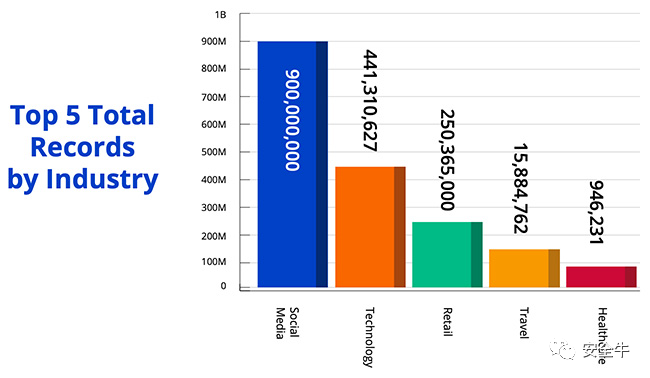 Top 5 Total
Records
by Industry
1B
900M
800M
700M
600M
500M
400M
300M
200M
100M
0
900,000,000
441,310,627
250,365,000
15,884,762
946,231
Social
Media
Technology
Retail
Travel
Healthcare
安全牛